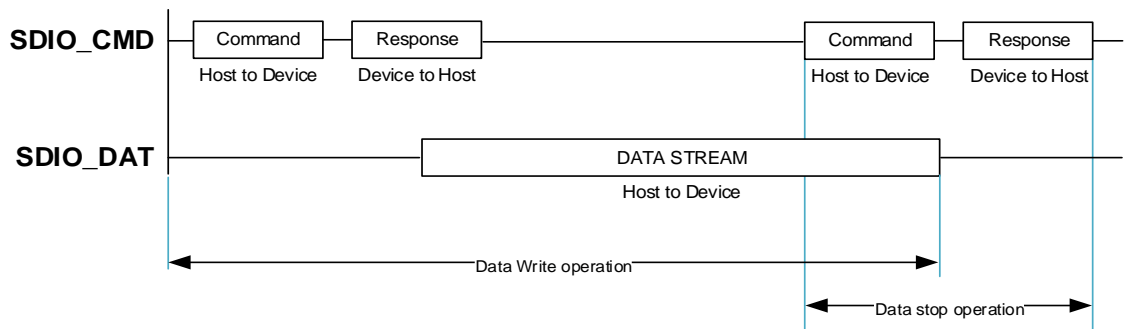 SDIO_CMD
Command
Response
Command
Response
Host to Device
Device to Host
Host to Device
Device to Host
SDIO_DAT
DATA STREAM
Host to Device
Data Write operation
Data stop operation